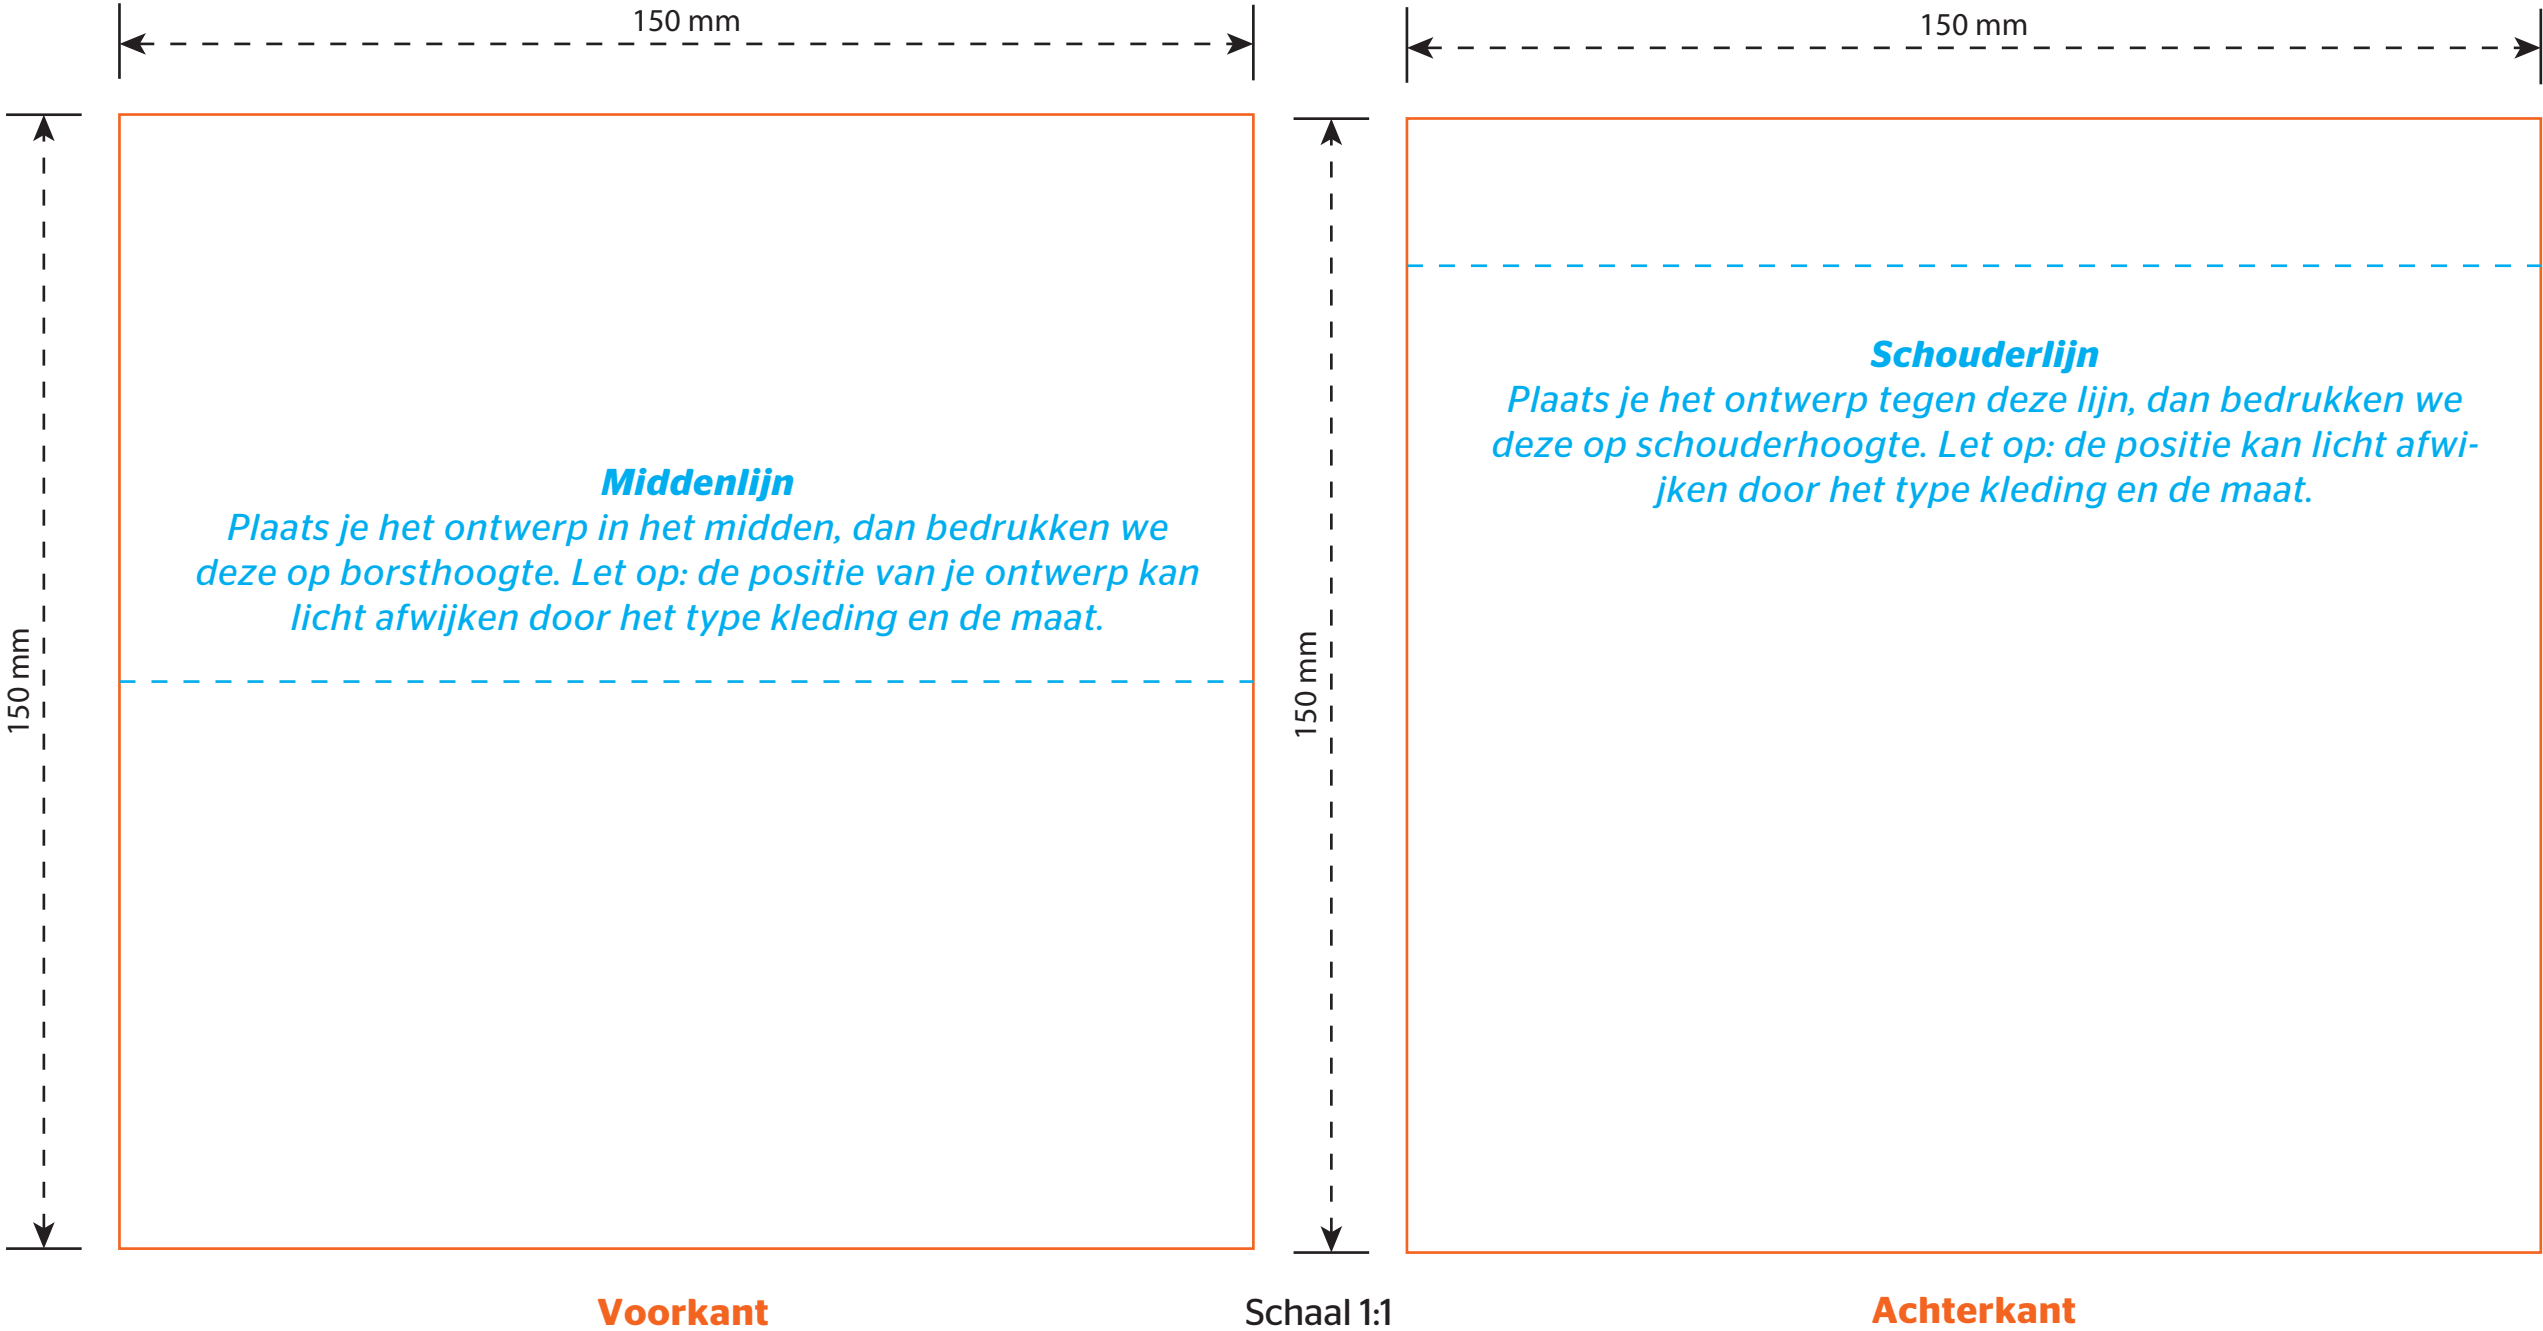 150 mm
150 mm
Middenlijn
Plaats je het ontwerp in het midden, dan bedrukken we
deze op borsthoogte. Let op: de positie van je ontwerp kan
licht afwijken door het type kleding en de maat.
150 mm
Schouderlijn
Plaats je het ontwerp tegen deze lijn, dan bedrukken we
deze op schouderhoogte. Let op: de positie kan licht afwi-
jken door het type kleding en de maat.
150 mm
Voorkant
Schaal 1:1
Achterkant